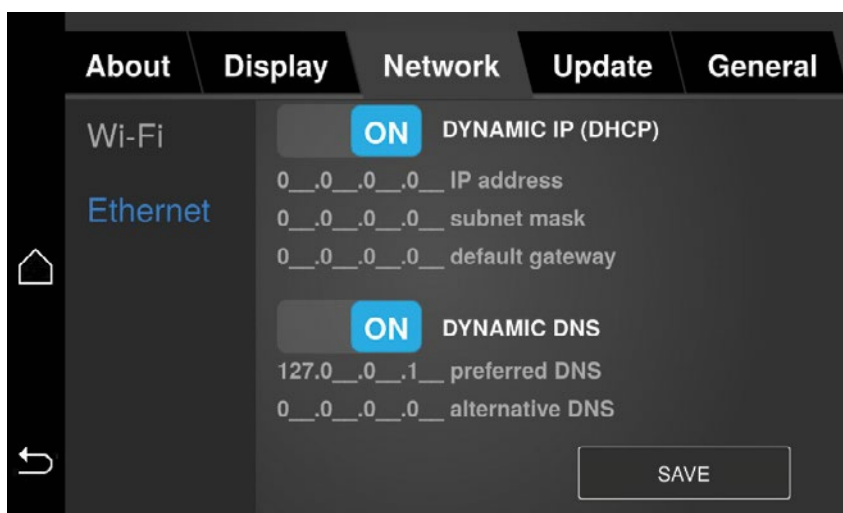 About Display Network Update General
Wi-Fi
Ethernet
ON DYNAMIC IP (DHCP)
0__.0__.0__.0__ IP address
0__.0__.0__.0__ subnet mask
0__.0__.0__.0__ default gateway
ON DYNAMIC DNS
127.0__.0__.1__ preferred DNS
0__.0__.0__.0__ alternative DNS
SAVE